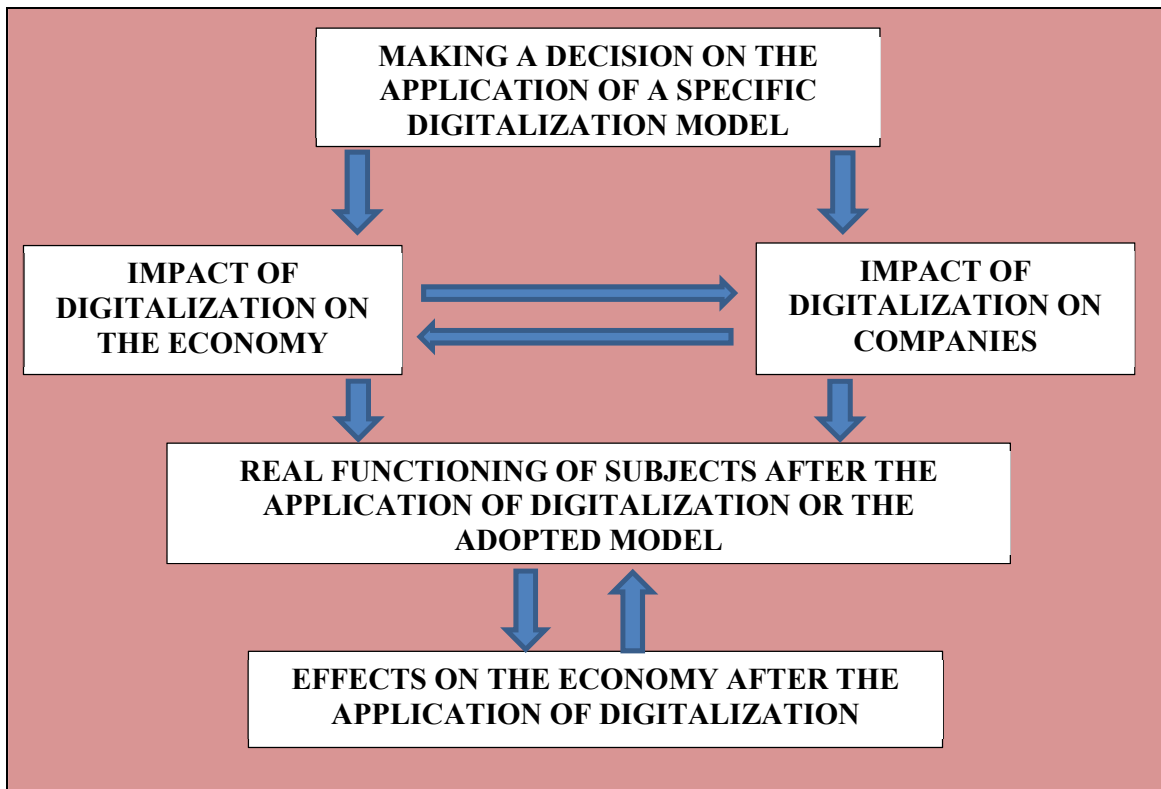 MAKING A DECISION ON THE
APPLICATION OF A SPECIFIC
DIGITALIZATION MODEL
IMPACT OF
DIGITALIZATION ON
THE ECONOMY
IMPACT OF
DIGITALIZATION ON
COMPANIES
REAL FUNCTIONING OF SUBJECTS AFTER THE
APPLICATION OF DIGITALIZATION OR THE
ADOPTED MODEL
EFFECTS ON THE ECONOMY AFTER THE
APPLICATION OF DIGITALIZATION